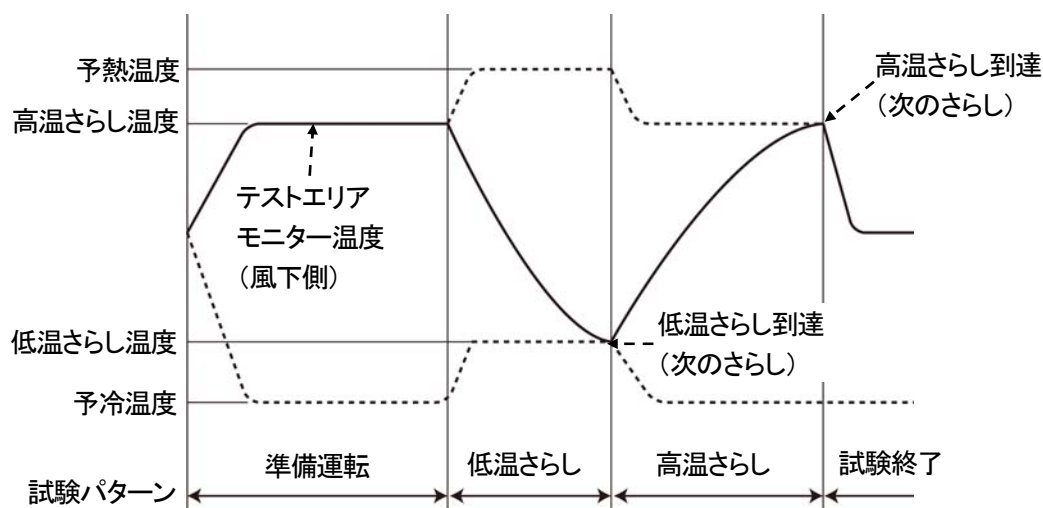 予熱温度
高温さらし温度
高温さらし到達
（次のさらし）
テストエリア
モニター温度
（風下側）
低温さらし温度
低温さらし到達
（次のさらし）
予冷温度
準備運転
低温さらし
高温さらし
試験終了
試験パターン